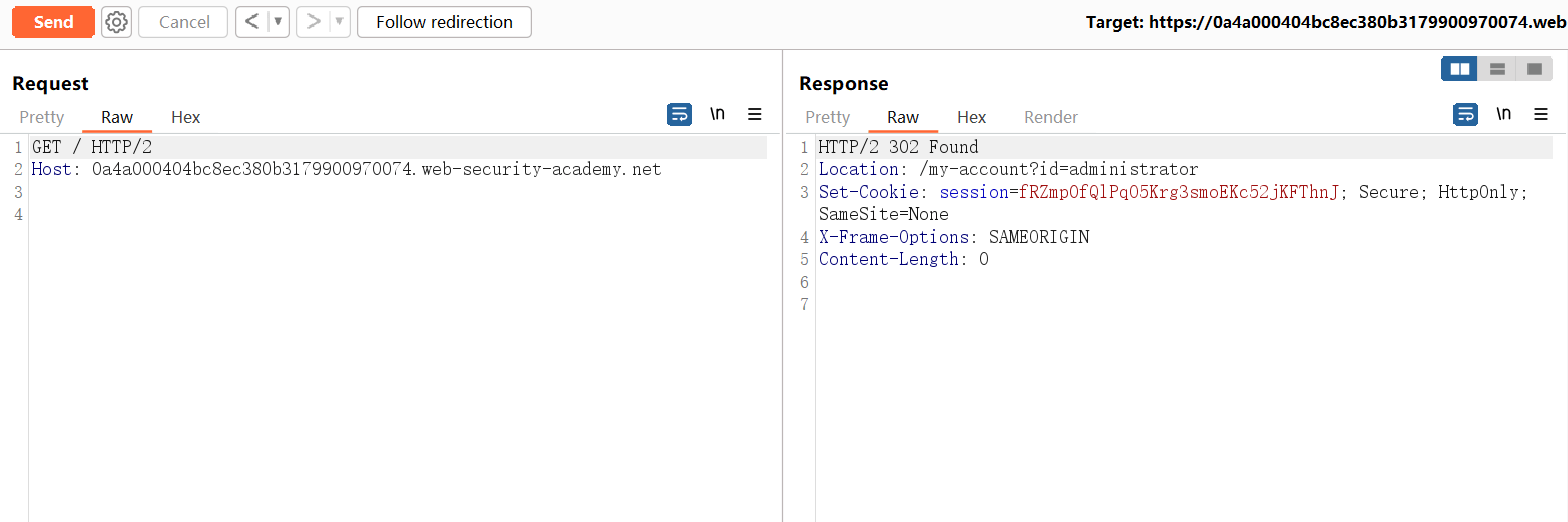 Send Cancel < ▼ > ▼ Follow redirection Target: https://0a4a000404bc8ec380b3179900970074.web
Request
Pretty Raw Hex \n
1 GET / HTTP/2
2 Host: 0a4a000404bc8ec380b3179900970074.web-security-academy.net
3
4
Response
Pretty Raw Hex Render \n
1 HTTP/2 302 Found
2 Location: /my-account?id=administrator
3 Set-Cookie: session=fRZmpOfQlPqO5Krg3smoEKc52jKFThnJ; Secure; HttpOnly;
SameSite=None
4 X-Frame-Options: SAMEORIGIN
5 Content-Length: 0
6
7